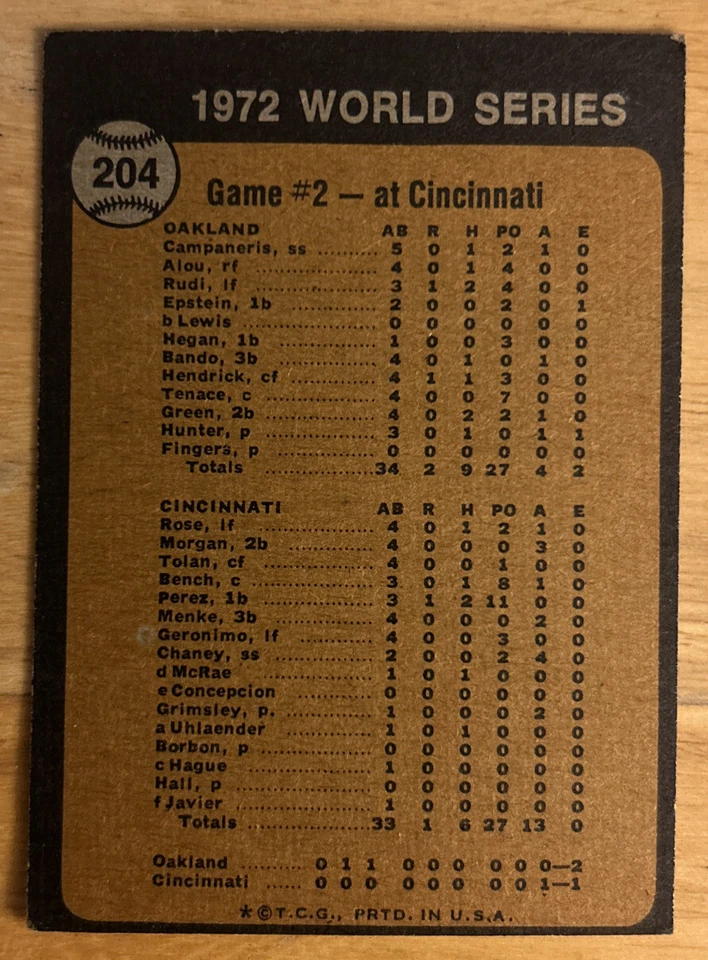 1972 WORLD SERIES
204
Game #2 — at Cincinnati
OAKLAND AB R H PO A E
Campaneris, ss .......... 5 0 1 2 1 0
Alou, rf .................... 4 0 1 4 0 0
Rudi, lf .................... 3 1 2 4 0 0
Epstein, 1b ................ 2 0 0 2 0 1
b Lewis ...................... 0 0 0 0 0 0
Hegan, 1b .................. 1 0 0 3 0 0
Bando, 3b .................. 4 0 1 0 1 0
Hendrick, cf .............. 4 1 1 3 0 0
Tenace, c .................. 4 0 0 7 0 0
Green, 2b .................. 4 0 2 2 1 0
Hunter, p .................. 3 0 1 0 1 1
Fingers, p .................. 0 0 0 0 0 0
Totals ..................34 2 9 27 4 2
CINCINNATI AB R H PO A E
Rose, lf .................... 4 0 1 2 1 0
Morgan, 2b ................ 4 0 0 0 3 0
Tolan, cf .................. 4 0 0 1 0 0
Bench, c .................... 3 0 1 8 1 0
Perez, 1b .................. 3 1 2 11 0 0
Menke, 3b .................. 4 0 0 0 2 0
Geronimo, lf .............. 4 0 0 3 0 0
Chaney, ss ................ 2 0 0 2 4 0
d McRae .................... 1 0 1 0 0 0
e Concepcion .............. 0 0 0 0 0 0
Grimsley, p. .............. 1 0 0 0 2 0
a Uhlaender ................ 1 0 1 0 0 0
Borbon, p .................. 0 0 0 0 0 0
c Hague .................... 1 0 0 0 0 0
Hall, p ...................... 0 0 0 0 0 0
f Javier .................... 1 0 0 0 0 0
Totals ....................33 1 6 27 13 0
Oakland .......... 0 1 1 0 0 0 0 0 0—2
Cincinnati ...... 0 0 0 0 0 0 0 0 1—1
* © T.C.G., PRTD. IN U.S.A.